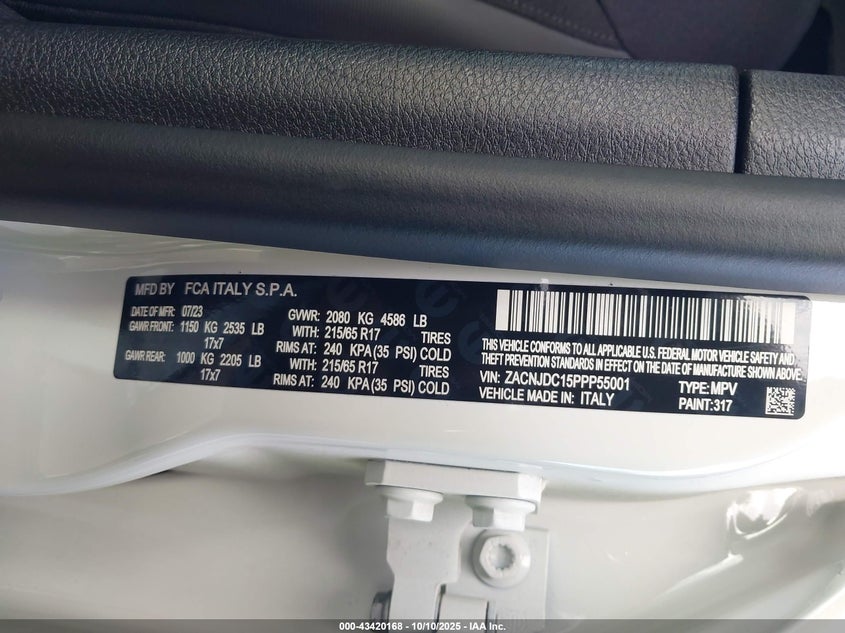 MFD BY FCA ITALY S.P.A.
DATE OF MFR: 07/23 GVWR: 2080 KG 4586 LB
GAWR FRONT: 1150 KG 2535 LB WITH: 215/65 R17 TIRES
17x7 RIMS AT: 240 KPA(35 PSI) COLD
GAWR REAR: 1000 KG 2205 LB WITH: 215/65 R17 TIRES
17x7 RIMS AT: 240 KPA(35 PSI) COLD
THIS VEHICLE CONFORMS TO ALL APPLICABLE U.S. FEDERAL MOTOR VEHICLE SAFETY AND
THEFT PREVENTION STANDARDS IN EFFECT ON THE DATE OF MANUFACTURE SHOWN ABOVE.
VIN: ZACNJDC15PPP55001 TYPE: MPV
VEHICLE MADE IN: ITALY PAINT: 317
000-43420168 - 10/10/2025 - IAA Inc.